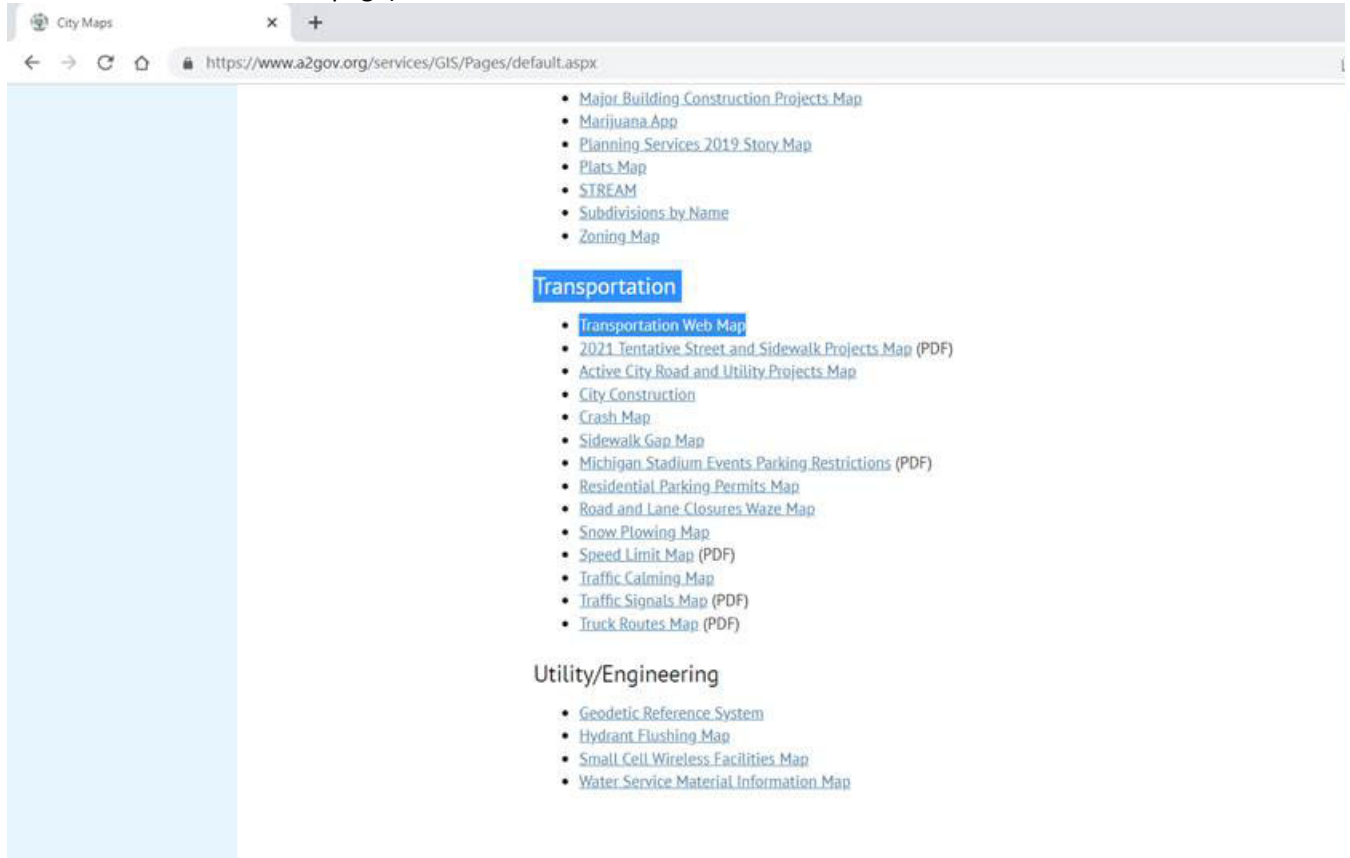 City Maps
https://www.a2gov.org/services/GIS/Pages/default.aspx
• Major Building Construction Projects Map
• Marijuana App
• Planning Services 2019 Story Map
• Plats Map
• STREAM
• Subdivisions by Name
• Zoning Map
Transportation
• Transportation Web Map
• 2021 Tentative Street and Sidewalk Projects Map (PDF)
• Active City Road and Utility Projects Map
• City Construction
• Crash Map
• Sidewalk Gap Map
• Michigan Stadium Events Parking Restrictions (PDF)
• Residential Parking Permits Map
• Road and Lane Closures Waze Map
• Snow Plowing Map
• Speed Limit Map (PDF)
• Traffic Calming Map
• Traffic Signals Map (PDF)
• Truck Routes Map (PDF)
Utility/Engineering
• Geodetic Reference System
• Hydrant Flushing Map
• Small Cell Wireless Facilities Map
• Water Service Material Information Map